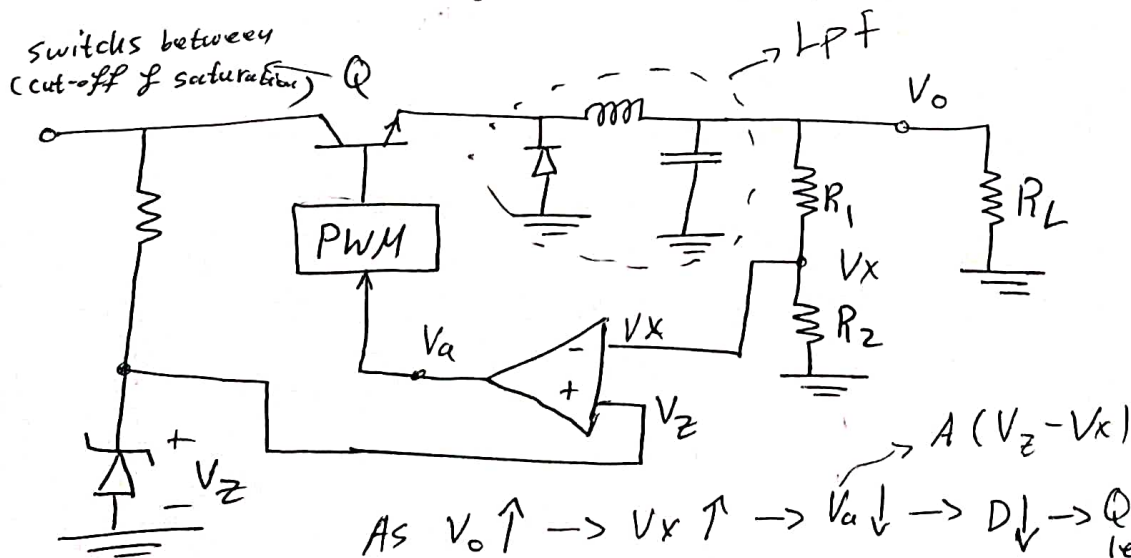 switchs between
(cut-off & saturation) Q
LPF
Vo
R1
RL
PWM
Vx
R2
Va
VX
-
+
VZ
+
VZ
-
A (VZ - Vx)
As Vo ↑ → Vx ↑ → Va ↓ → D↓ → Q